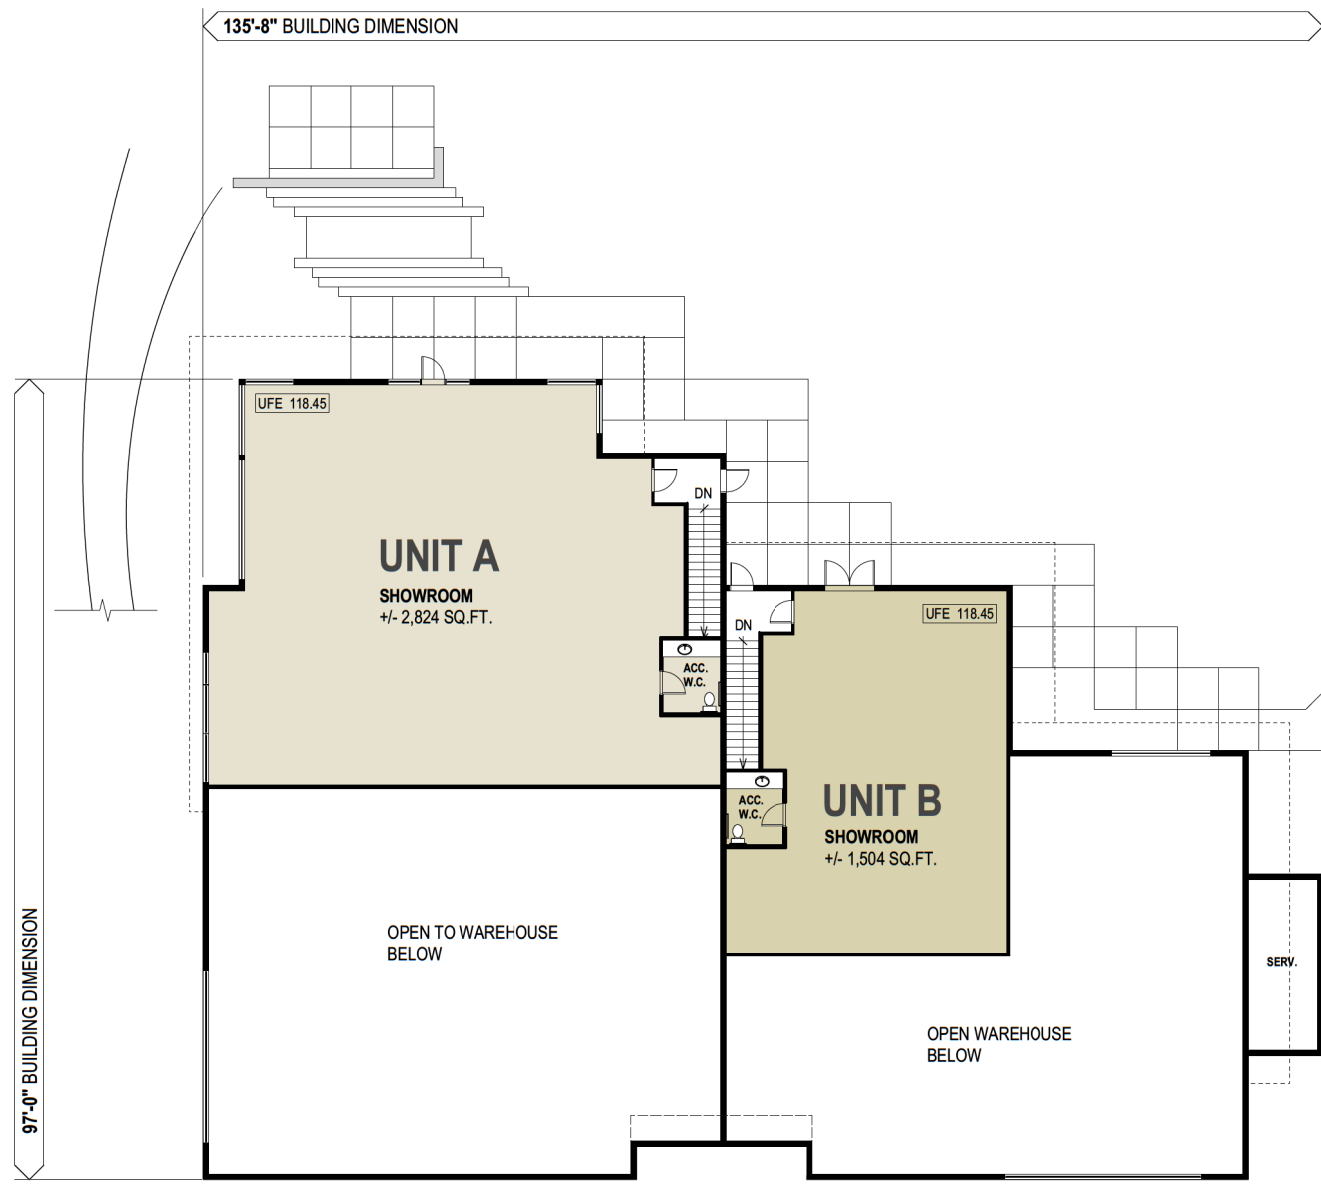 135'-8" BUILDING DIMENSION
UFE 118.45
DN
UNIT A
SHOWROOM
+/- 2,824 SQ.FT.
ACC.
W.C.
DN
UFE 118.45
UNIT B
SHOWROOM
+/- 1,504 SQ.FT.
ACC.
W.C.
OPEN TO WAREHOUSE
BELOW
SERV.
OPEN WAREHOUSE
BELOW
97'-0" BUILDING DIMENSION